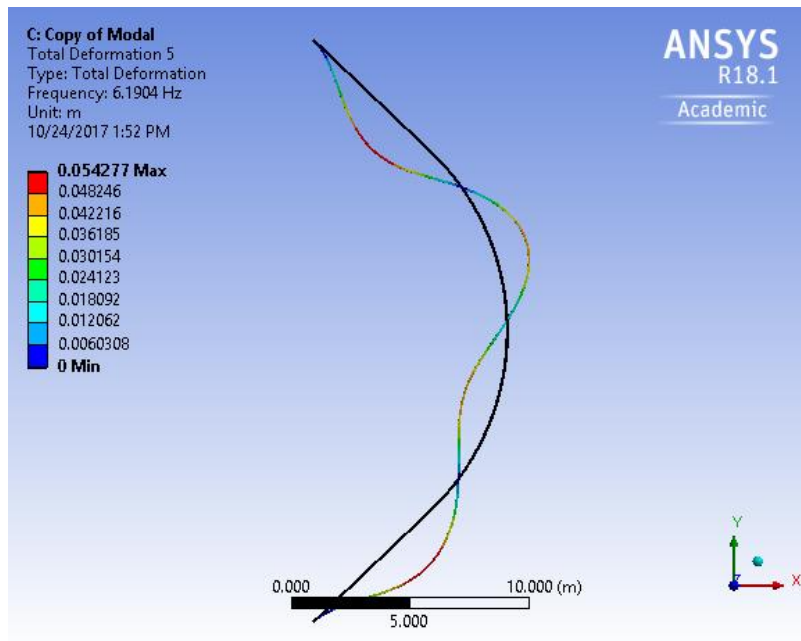 C: Copy of Modal
Total Deformation 5
Type: Total Deformation
Frequency: 6.1904 Hz
Unit: m
10/24/2017 1:52 PM
0.054277 Max
0.048246
0.042216
0.036185
0.030154
0.024123
0.018092
0.012062
0.0060308
0 Min
ANSYS
R18.1
Academic
Y
Z
X
0.000
10.000 (m)
5.000